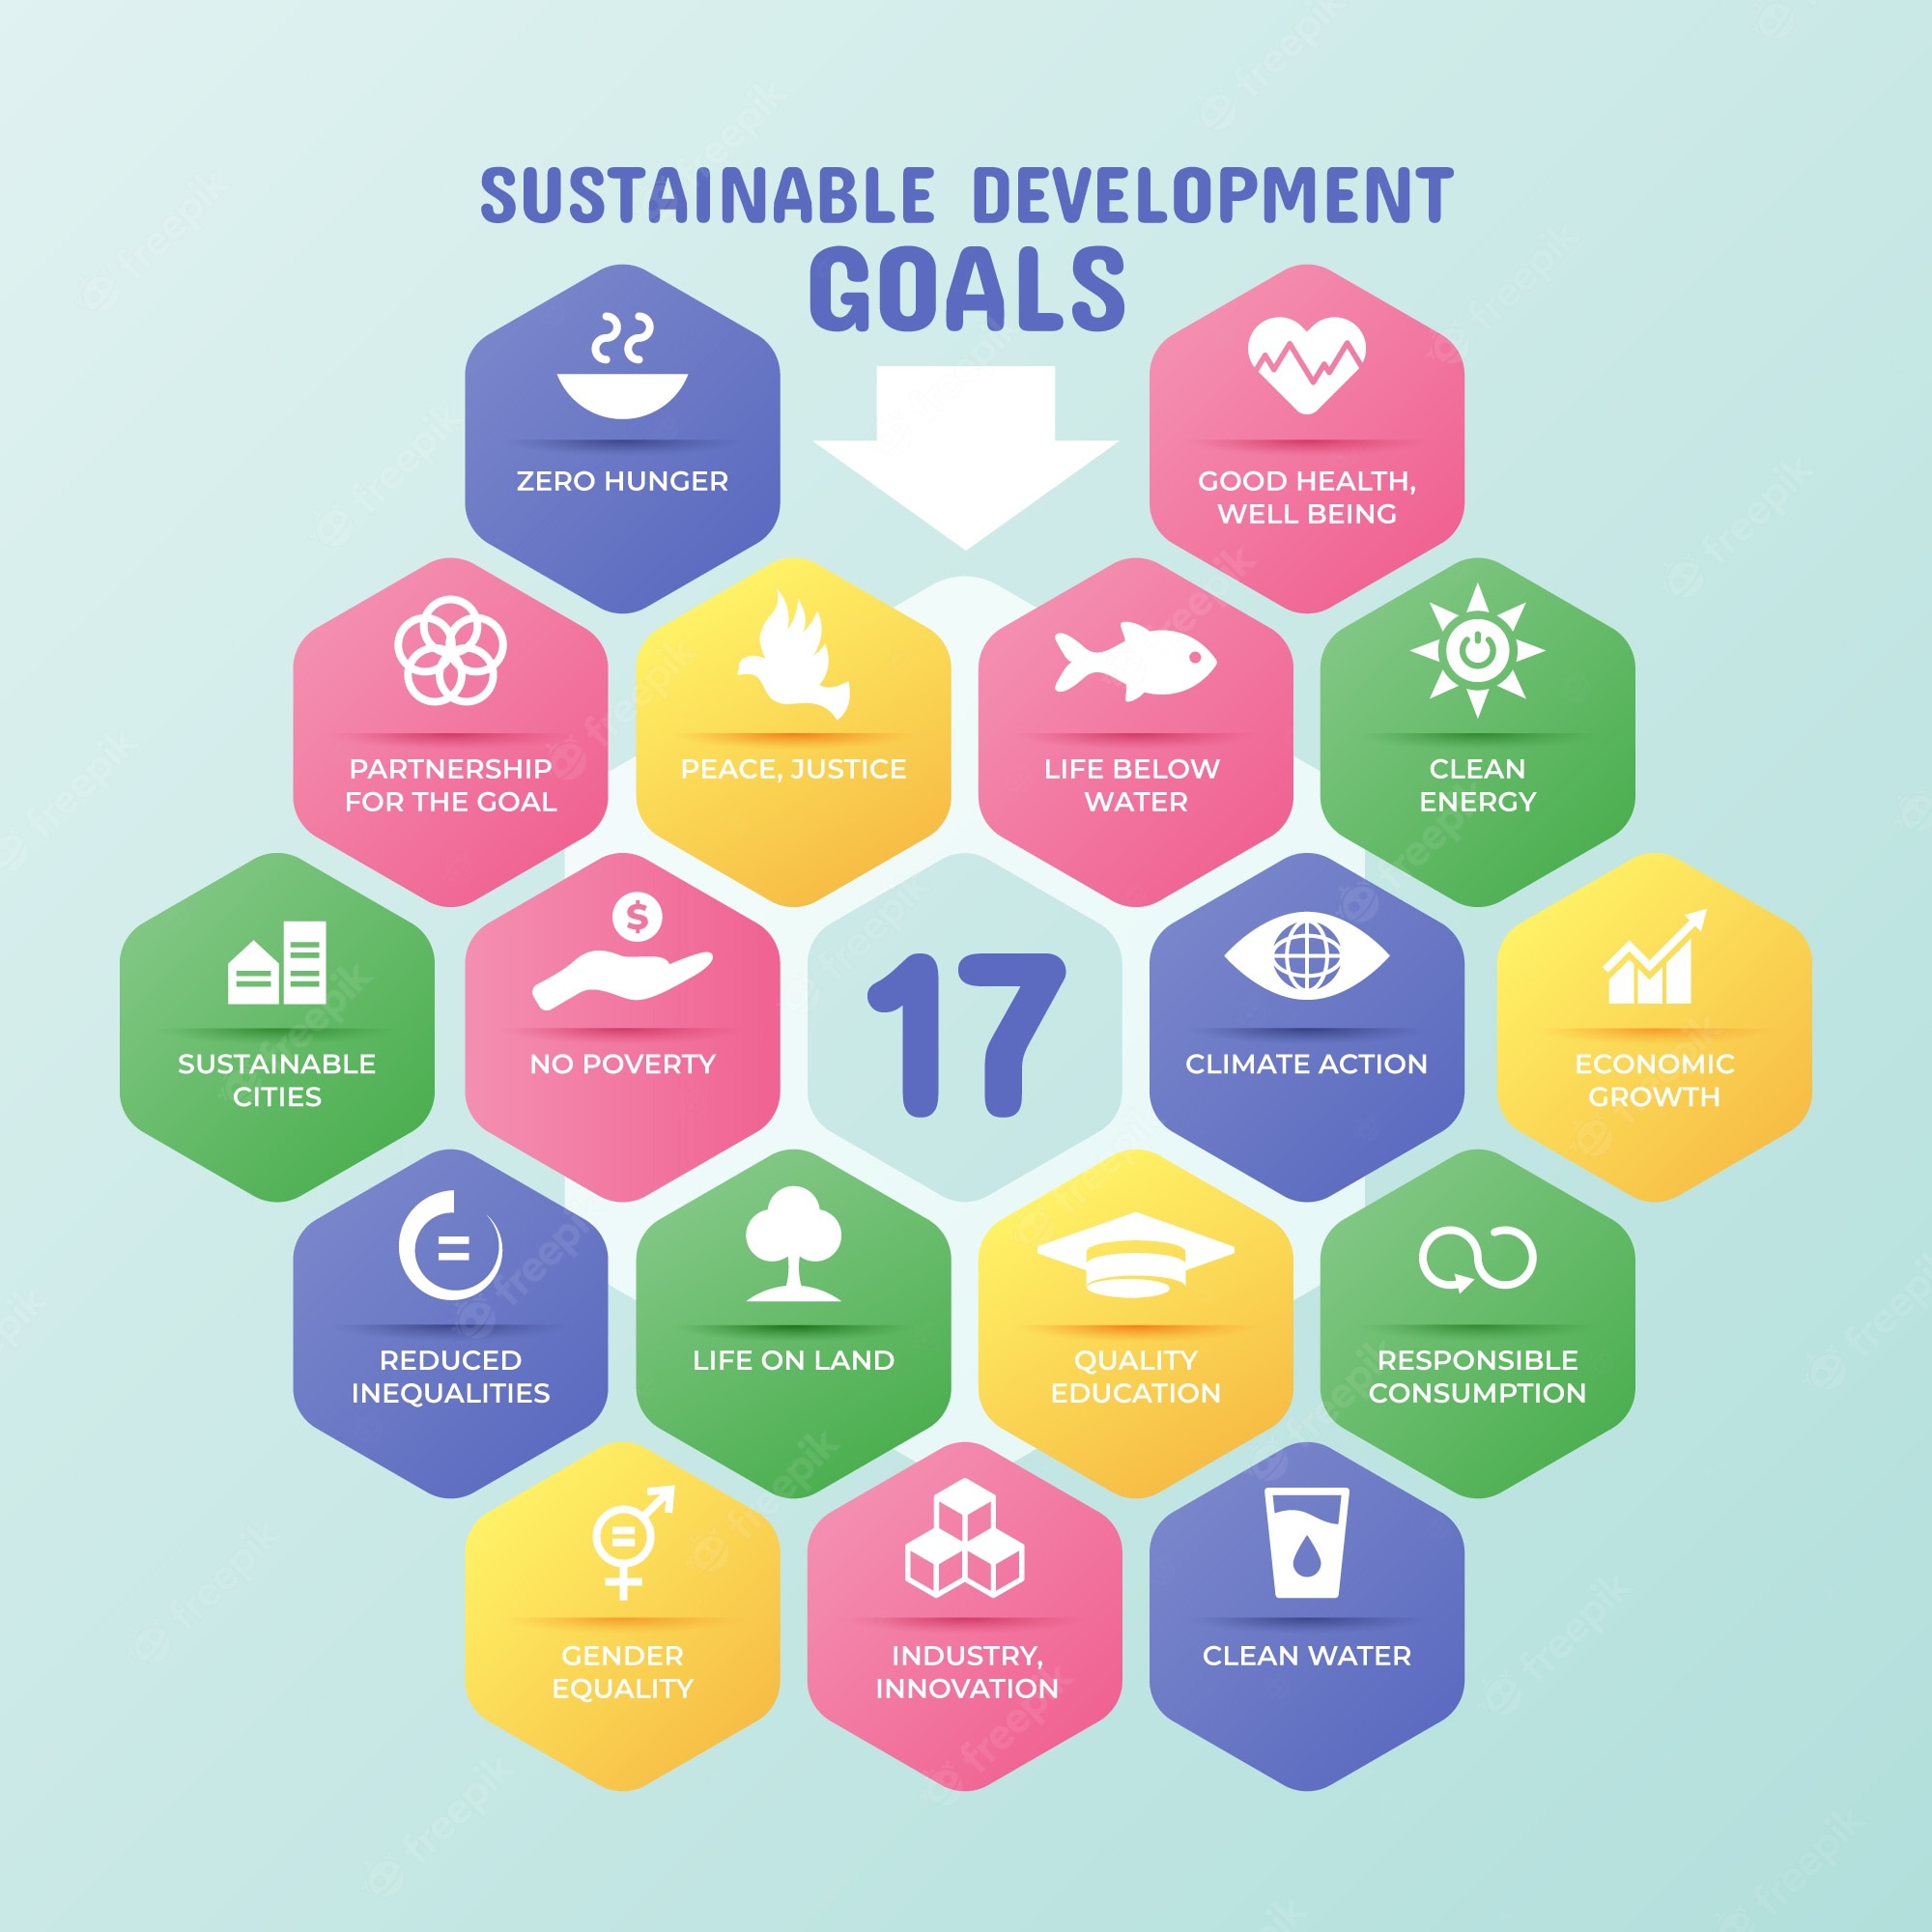 SUSTAINABLE DEVELOPMENT
GOALS
ZERO HUNGER
GOOD HEALTH,
WELL BEING
PARTNERSHIP
FOR THE GOAL
PEACE, JUSTICE
LIFE BELOW
WATER
CLEAN
ENERGY
SUSTAINABLE
CITIES
$
NO POVERTY
17
CLIMATE ACTION
ECONOMIC
GROWTH
REDUCED
INEQUALITIES
LIFE ON LAND
QUALITY
EDUCATION
RESPONSIBLE
CONSUMPTION
GENDER
EQUALITY
INDUSTRY,
INNOVATION
CLEAN WATER
freepik